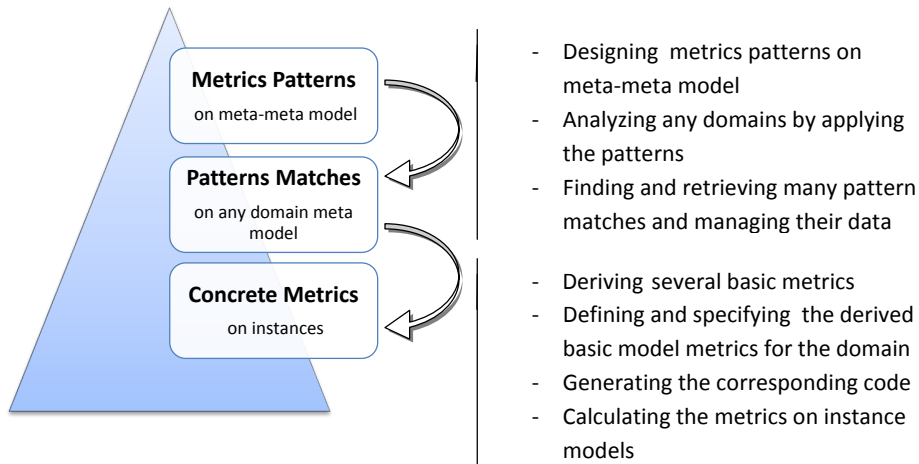 Metrics Patterns
on meta-meta model
Patterns Matches
on any domain meta
model
Concrete Metrics
on instances
- Designing metrics patterns on
meta-meta model
- Analyzing any domains by applying
the patterns
- Finding and retrieving many pattern
matches and managing their data
- Deriving several basic metrics
- Defining and specifying the derived
basic model metrics for the domain
- Generating the corresponding code
- Calculating the metrics on instance
models